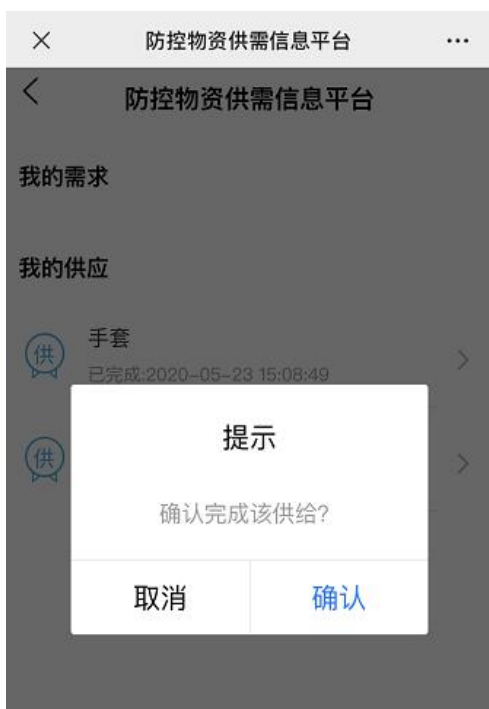 防控物资供需信息平台
防控物资供需信息平台
我的需求
我的供应
供
手套
已完成:2020-05-23 15:08:49
供
提示
确认完成该供给?
取消
确认